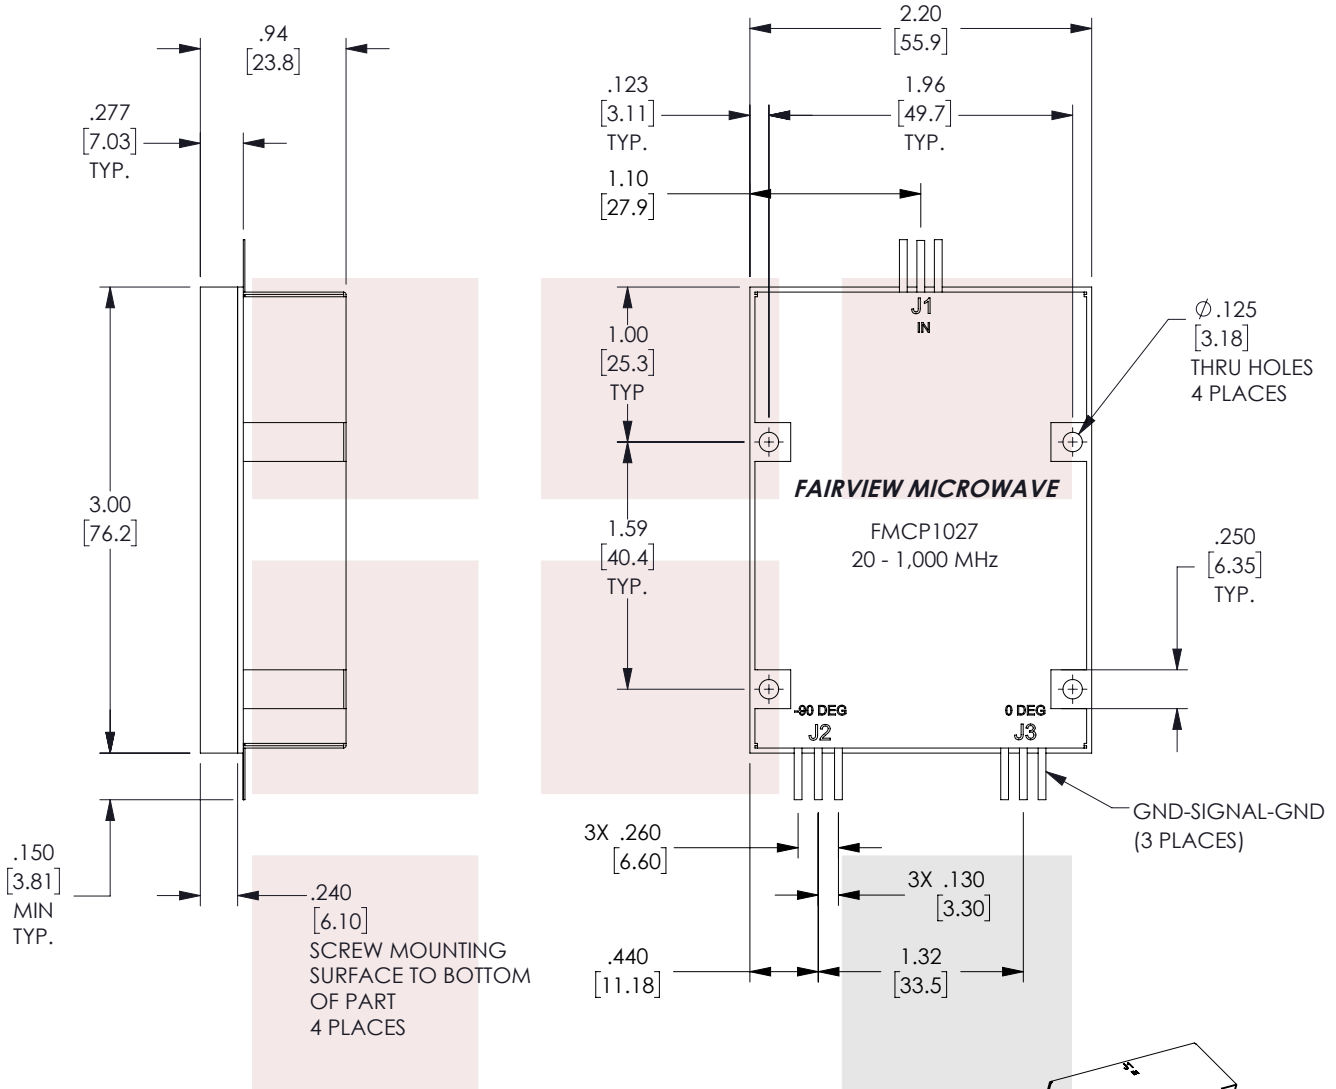 .94
[23.8]
.277
[7.03]
TYP.
3.00
[76.2]
.150
[3.81]
MIN
TYP.
.240
[6.10]
SCREW MOUNTING
SURFACE TO BOTTOM
OF PART
4 PLACES
2.20
[55.9]
.123
[3.11]
TYP.
1.96
[49.7]
TYP.
1.10
[27.9]
J1
IN
1.00
[25.3]
TYP
Ø.125
[3.18]
THRU HOLES
4 PLACES
FAIRVIEW MICROWAVE
FMCP1027
20 - 1,000 MHz
1.59
[40.4]
TYP.
.250
[6.35]
TYP.
-90 DEG
J2
0 DEG
J3
GND-SIGNAL-GND
(3 PLACES)
3X .260
[6.60]
3X .130
[3.30]
.440
[11.18]
1.32
[33.5]